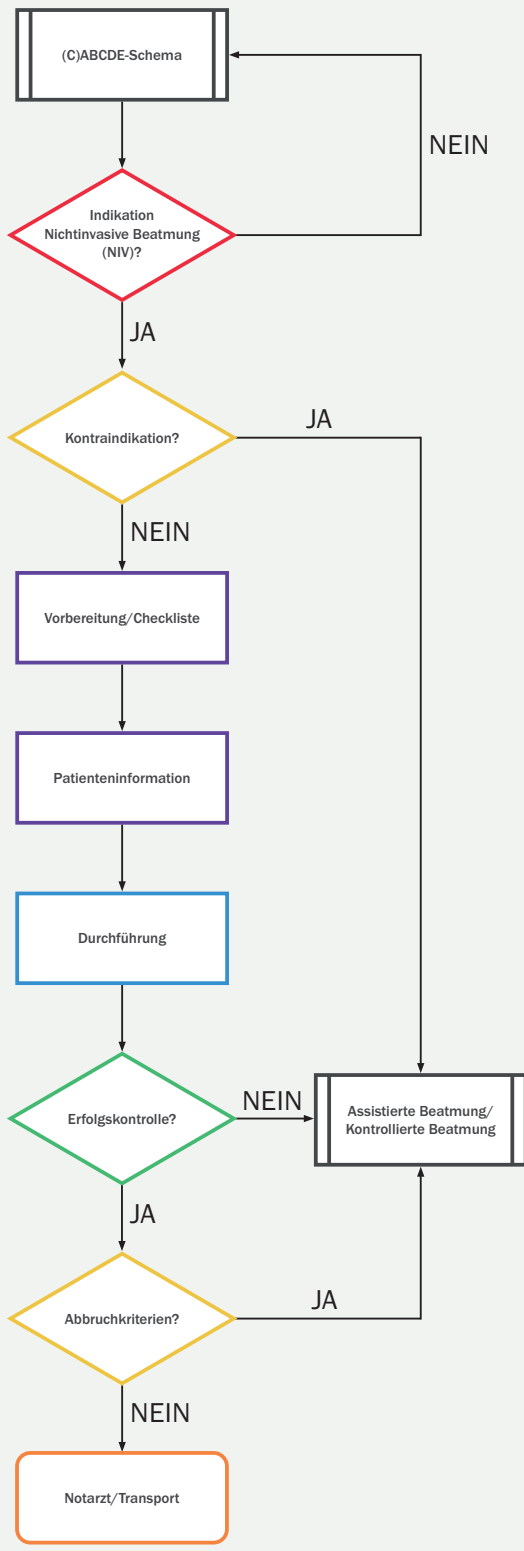 (C)ABCDE-Schema
NEIN
Indikation
Nichtinvasive Beatmung
(NIV)?
JA
Kontraindikation?
JA
NEIN
Vorbereitung/Checkliste
Patienteninformation
Durchführung
Erfolgskontrolle?
NEIN
Assistierte Beatmung/
Kontrollierte Beatmung
JA
Abbruchkriterien?
JA
NEIN
Notarzt/Transport